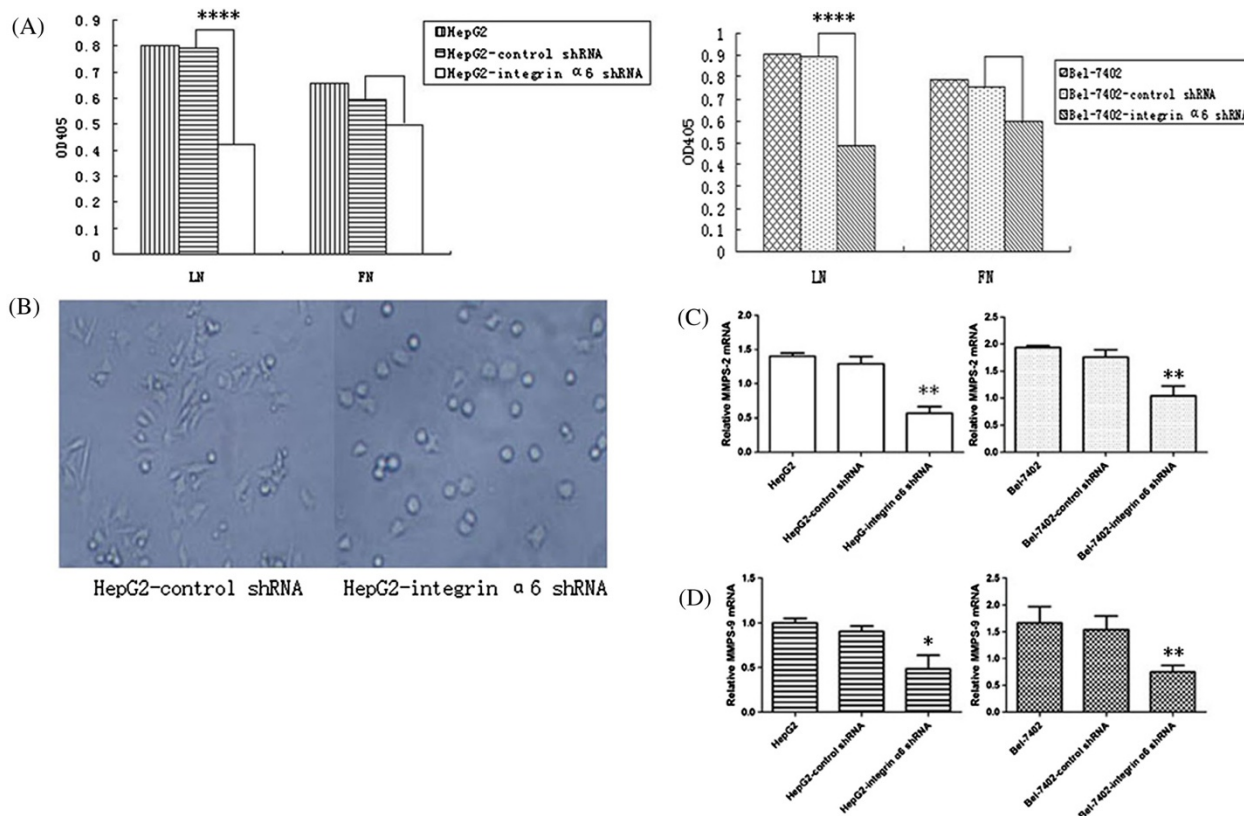 (A)
****
0.9
0.8
0.7
0.6
0.5
0.4
0.3
0.2
0.1
0
OD405
LN
FN
HepG2
HepG2-control shRNA
HepG2-integrin α6 shRNA
****
1
0.9
0.8
0.7
0.6
0.5
0.4
0.3
0.2
0.1
0
OD405
LN
FN
Bel-7402
Bel-7402-control shRNA
Bel-7402-integrin α6 shRNA
(B)
HepG2-control shRNA
HepG2-integrin α6 shRNA
(C)
Relative MMPS-2 mRNA
2.0
1.5
1.0
0.5
0.0
**
HepG2
HepG2-control shRNA
HepG-integrin α6 shRNA
Relative MMPS-2 mRNA
2.5
2.0
1.5
1.0
0.5
0.0
**
Bel-7402
Bel-7402-control shRNA
Bel-7402-integrin α6 shRNA
(D)
Relative MMPS-9 mRNA
1.5
1.0
0.5
0.0
*
HepG2
HepG2-control shRNA
HepG2-integrin α6 shRNA
Relative MMPS-9 mRNA
2.5
2.0
1.5
1.0
0.5
0.0
**
Bel-7402
Bel-7402-control shRNA
Bel-7402-integrin α6 shRNA